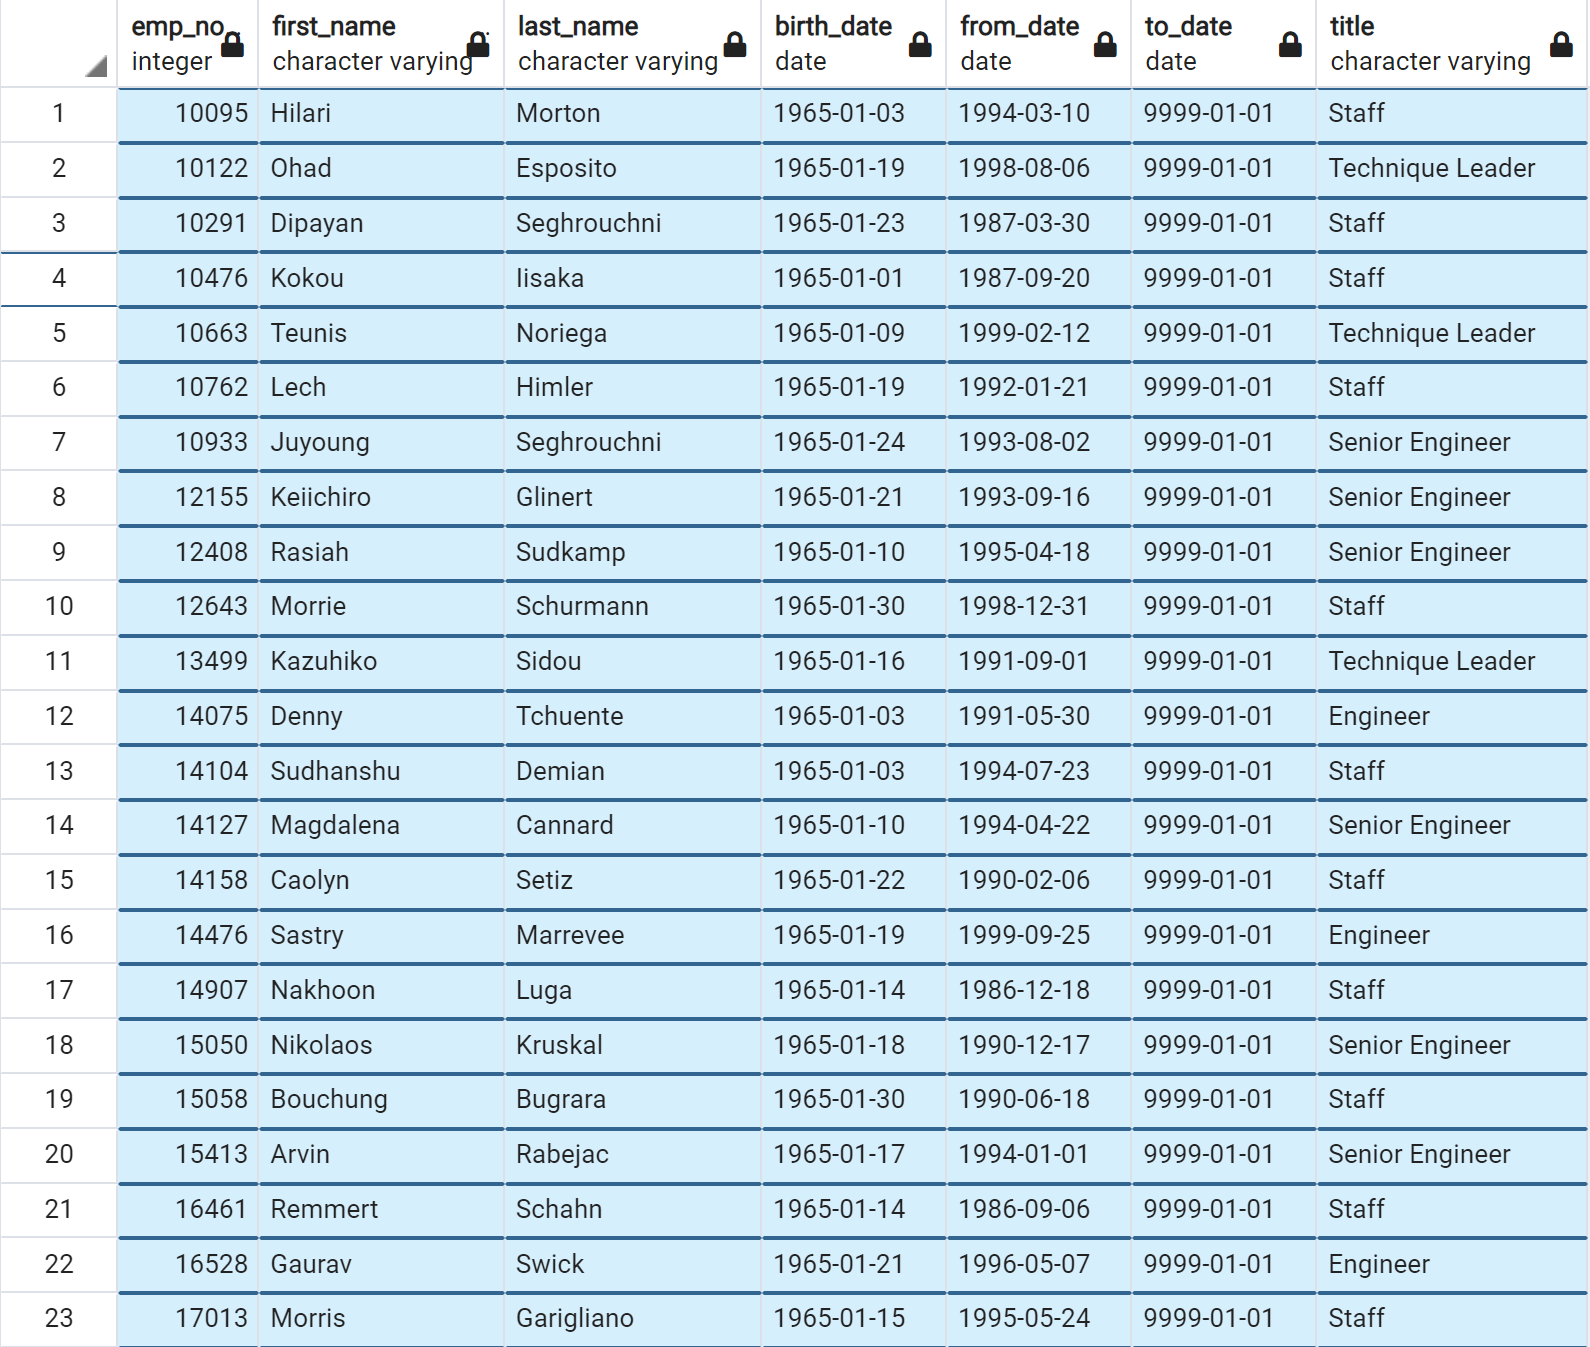 emp_no first_name last_name birth_date from_date to_date title
integer character varying character varying date date date character varying
1 10095 Hilari Morton 1965-01-03 1994-03-10 9999-01-01 Staff
2 10122 Ohad Esposito 1965-01-19 1998-08-06 9999-01-01 Technique Leader
3 10291 Dipayan Seghrouchni 1965-01-23 1987-03-30 9999-01-01 Staff
4 10476 Kokou Iisaka 1965-01-01 1987-09-20 9999-01-01 Staff
5 10663 Teunis Noriega 1965-01-09 1999-02-12 9999-01-01 Technique Leader
6 10762 Lech Himler 1965-01-19 1992-01-21 9999-01-01 Staff
7 10933 Juyoung Seghrouchni 1965-01-24 1993-08-02 9999-01-01 Senior Engineer
8 12155 Keiichiro Glinert 1965-01-21 1993-09-16 9999-01-01 Senior Engineer
9 12408 Rasiah Sudkamp 1965-01-10 1995-04-18 9999-01-01 Senior Engineer
10 12643 Morrie Schurmann 1965-01-30 1998-12-31 9999-01-01 Staff
11 13499 Kazuhiko Sidou 1965-01-16 1991-09-01 9999-01-01 Technique Leader
12 14075 Denny Tchuente 1965-01-03 1991-05-30 9999-01-01 Engineer
13 14104 Sudhanshu Demian 1965-01-03 1994-07-23 9999-01-01 Staff
14 14127 Magdalena Cannard 1965-01-10 1994-04-22 9999-01-01 Senior Engineer
15 14158 Caolyn Setiz 1965-01-22 1990-02-06 9999-01-01 Staff
16 14476 Sastry Marrevee 1965-01-19 1999-09-25 9999-01-01 Engineer
17 14907 Nakhoon Luga 1965-01-14 1986-12-18 9999-01-01 Staff
18 15050 Nikolaos Kruskal 1965-01-18 1990-12-17 9999-01-01 Senior Engineer
19 15058 Bouchung Bugrara 1965-01-30 1990-06-18 9999-01-01 Staff
20 15413 Arvin Rabejac 1965-01-17 1994-01-01 9999-01-01 Senior Engineer
21 16461 Remmert Schahn 1965-01-14 1986-09-06 9999-01-01 Staff
22 16528 Gaurav Swick 1965-01-21 1996-05-07 9999-01-01 Engineer
23 17013 Morris Garigliano 1965-01-15 1995-05-24 9999-01-01 Staff